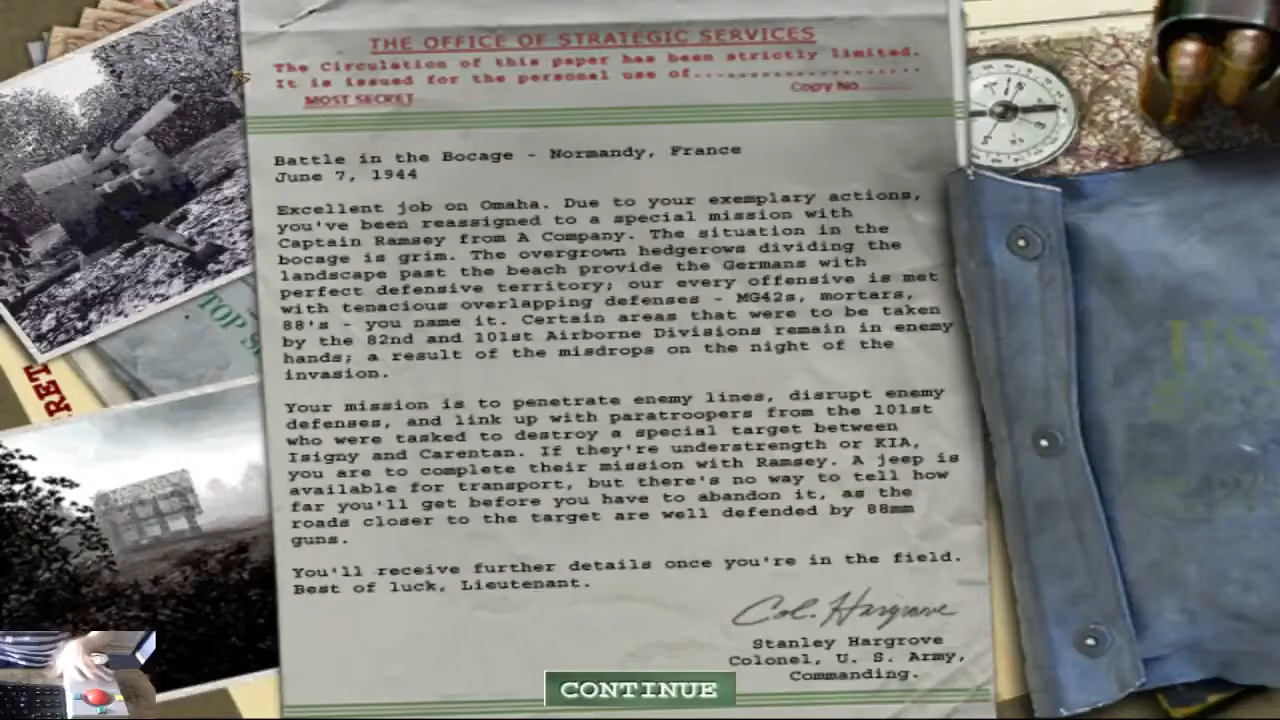 THE OFFICE OF STRATEGIC SERVICES
The Circulation of this paper has been strictly limited.
It is issued for the personal use of
MOST SECRET
Copy No
Battle in the Bocage - Normandy, France
June 7, 1944
Excellent job on Omaha. Due to your exemplary actions,
you've been reassigned to a special mission with
Captain Ramsey from A Company. The situation in the
bocage is grim. The overgrown hedgerows dividing the
landscape past the beach provide the Germans with
perfect defensive territory; our every offensive is met
with tenacious overlapping defenses - MG42s, mortars,
88's - you name it. Certain areas that were to be taken
by the 82nd and 101st Airborne Divisions remain in enemy
hands; a result of the misdrops on the night of the
invasion.
Your mission is to penetrate enemy lines, disrupt enemy
defenses, and link up with paratroopers from the 101st
who were tasked to destroy a special target between
Isigny and Carentan. If they're understrength or KIA,
you are to complete their mission with Ramsey. A jeep is
available for transport, but there's no way to tell how
far you'll get before you have to abandon it, as the
roads closer to the target are well defended by 88mm
guns.
You'll receive further details once you're in the field.
Best of luck, Lieutenant.
Col. Hargrove
Stanley Hargrove
Colonel, U. S. Army,
Commanding.
CONTINUE
TOP S
RET
US